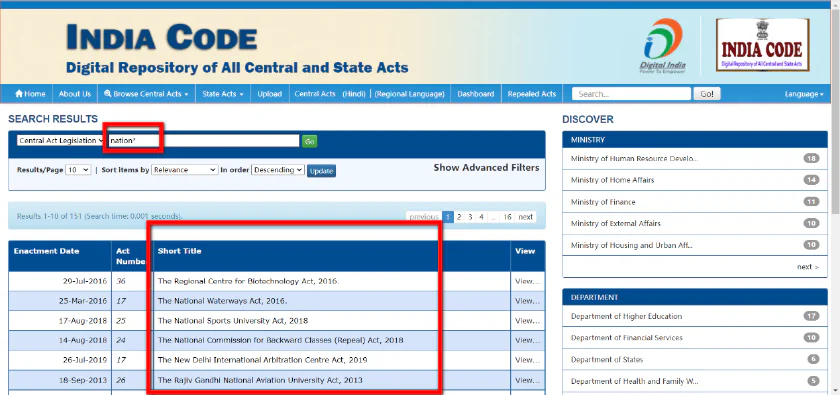 INDIA CODE
Digital Repository of All Central and State Acts
Digital India
Power To Empower
INDIA CODE
Digital Repository of All Central and State Acts
Home About Us Browse Central Acts State Acts Upload Central Acts (Hindi) | (Regional Language) Dashboard Repealed Acts Search... Go! Language
SEARCH RESULTS
Central Act Legislation nation* Go
Results/Page 10 | Sort items by Relevance In order Descending Update Show Advanced Filters
Results 1-10 of 151 (Search time: 0.001 seconds).
previous 1 2 3 4 ... 16 next
Enactment Date Act Number Short Title View
29-Jul-2016 36 The Regional Centre for Biotechnology Act, 2016. View...
25-Mar-2016 17 The National Waterways Act, 2016. View...
17-Aug-2018 25 The National Sports University Act, 2018 View...
14-Aug-2018 24 The National Commission for Backward Classes (Repeal) Act, 2018 View...
26-Jul-2019 17 The New Delhi International Arbitration Centre Act, 2019 View...
18-Sep-2013 26 The Rajiv Gandhi National Aviation University Act, 2013 View...
DISCOVER
MINISTRY
Ministry of Human Resource Develo... 18
Ministry of Home Affairs 14
Ministry of Finance 11
Ministry of External Affairs 10
Ministry of Housing and Urban Aff... 10
next >
DEPARTMENT
Department of Higher Education 17
Department of Financial Services 10
Department of States 6
Department of Health and Family W... 5